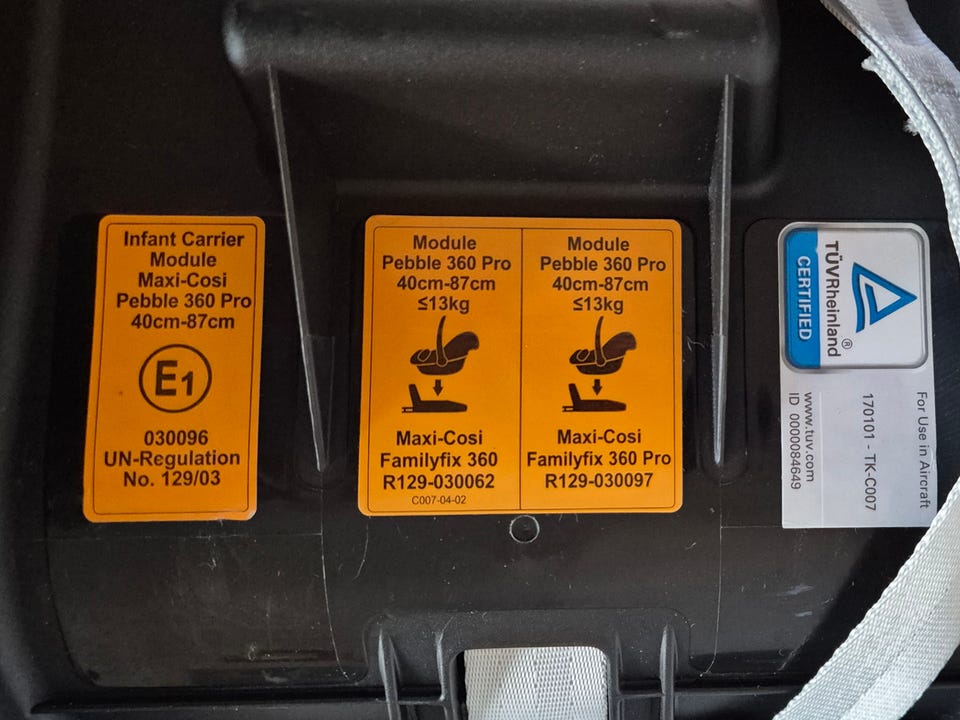 Infant Carrier
Module
Maxi-Cosi
Pebble 360 Pro
40cm-87cm
E1
030096
UN-Regulation
No. 129/03
Module
Pebble 360 Pro
40cm-87cm
≤13kg
Maxi-Cosi
Familyfix 360
R129-030062
C007-04-02
Module
Pebble 360 Pro
40cm-87cm
≤13kg
Maxi-Cosi
Familyfix 360 Pro
R129-030097
TÜVRheinland®
CERTIFIED
For Use in Aircraft
170101 - TK-C007
www.tuv.com
ID 0000084649